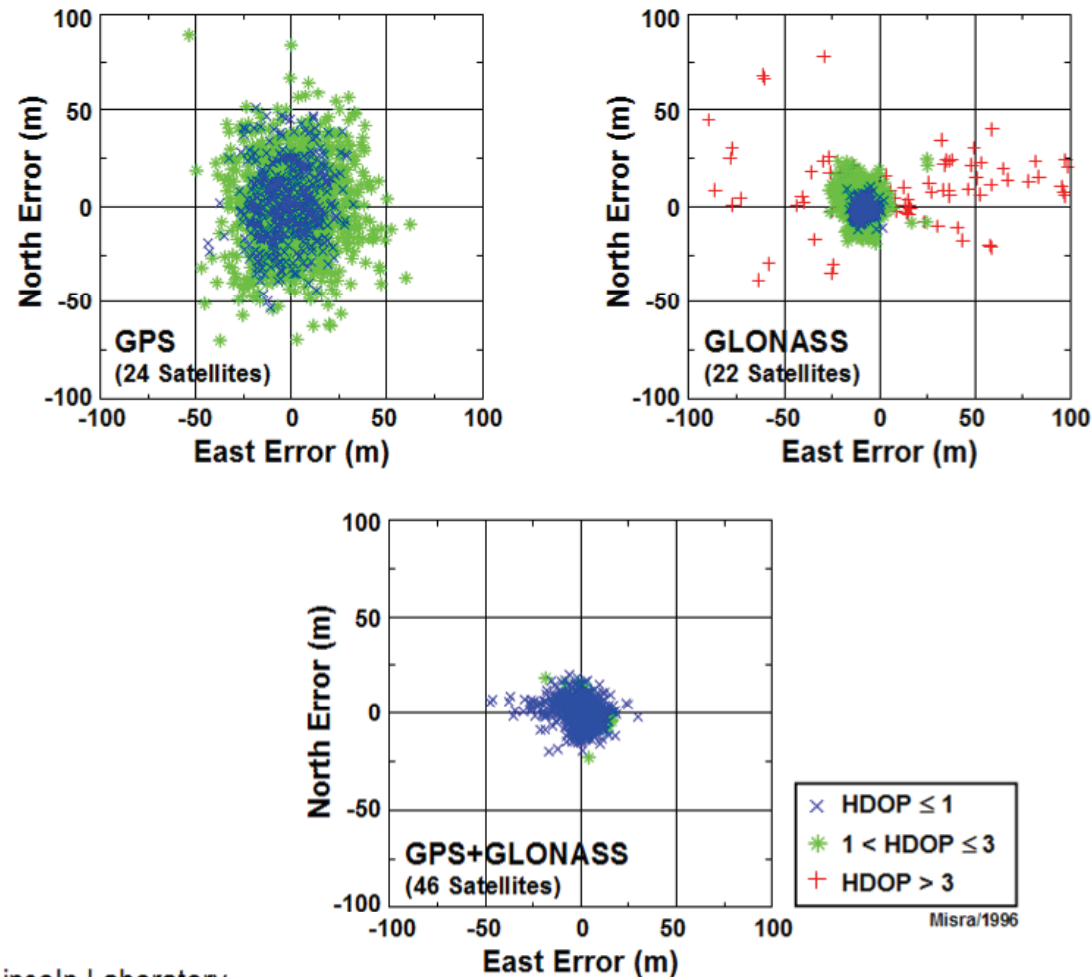 100
50
0
-50
-100
North Error (m)
GPS
(24 Satellites)
-100 -50 0 50 100
East Error (m)
100
50
0
-50
-100
North Error (m)
GLONASS
(22 Satellites)
-100 -50 0 50 100
East Error (m)
100
50
0
-50
-100
North Error (m)
GPS+GLONASS
(46 Satellites)
-100 -50 0 50 100
East Error (m)
HDOP ≤ 1
1 < HDOP ≤ 3
HDOP > 3
Misra/1996
Laboratory